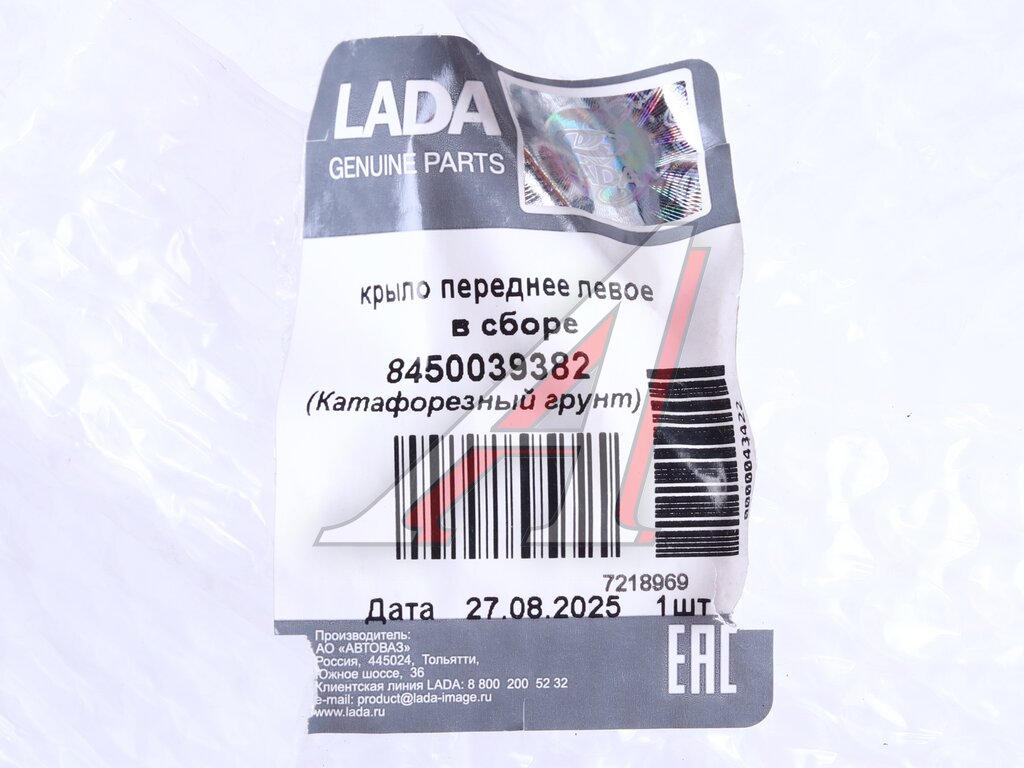 LADA
GENUINE PARTS
LADA
крыло переднее левое
в сборе
8450039382
(Катафорезный грунт)
0000043422
7218969
Дата 27.08.2025 1шт
Производитель:
АО «АВТОВАЗ»
Россия, 445024, Тольятти,
Южное шоссе, 36
Клиентская линия LADA: 8 800 200 52 32
e-mail: product@lada-image.ru
www.lada.ru
EAC